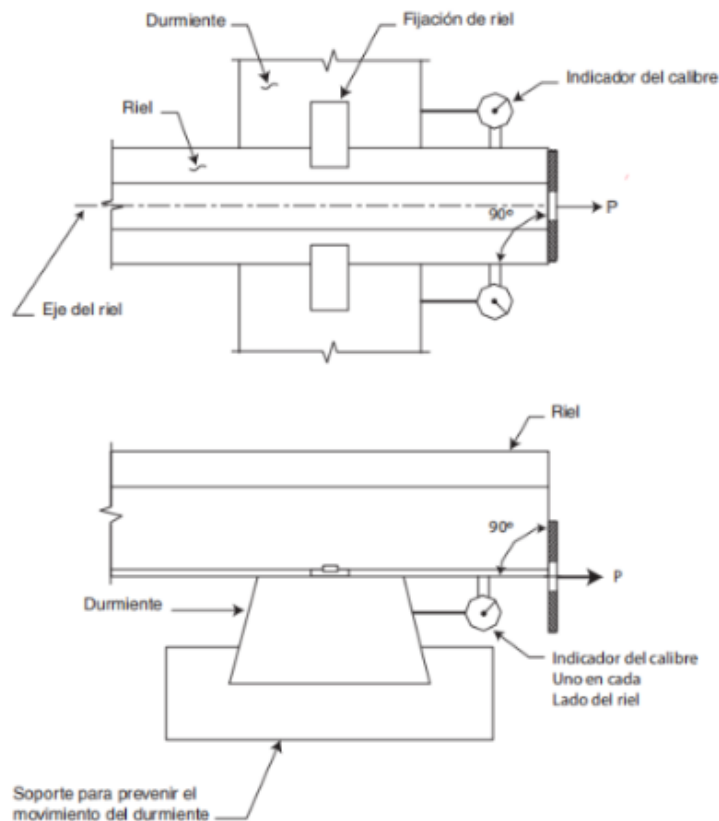 Durmiente
Fijación de riel
Indicador del calibre
Riel
90º
P
Eje del riel
Riel
90º
P
Durmiente
Indicador del calibre
Uno en cada
Lado del riel
Soporte para prevenir el
movimiento del durmiente